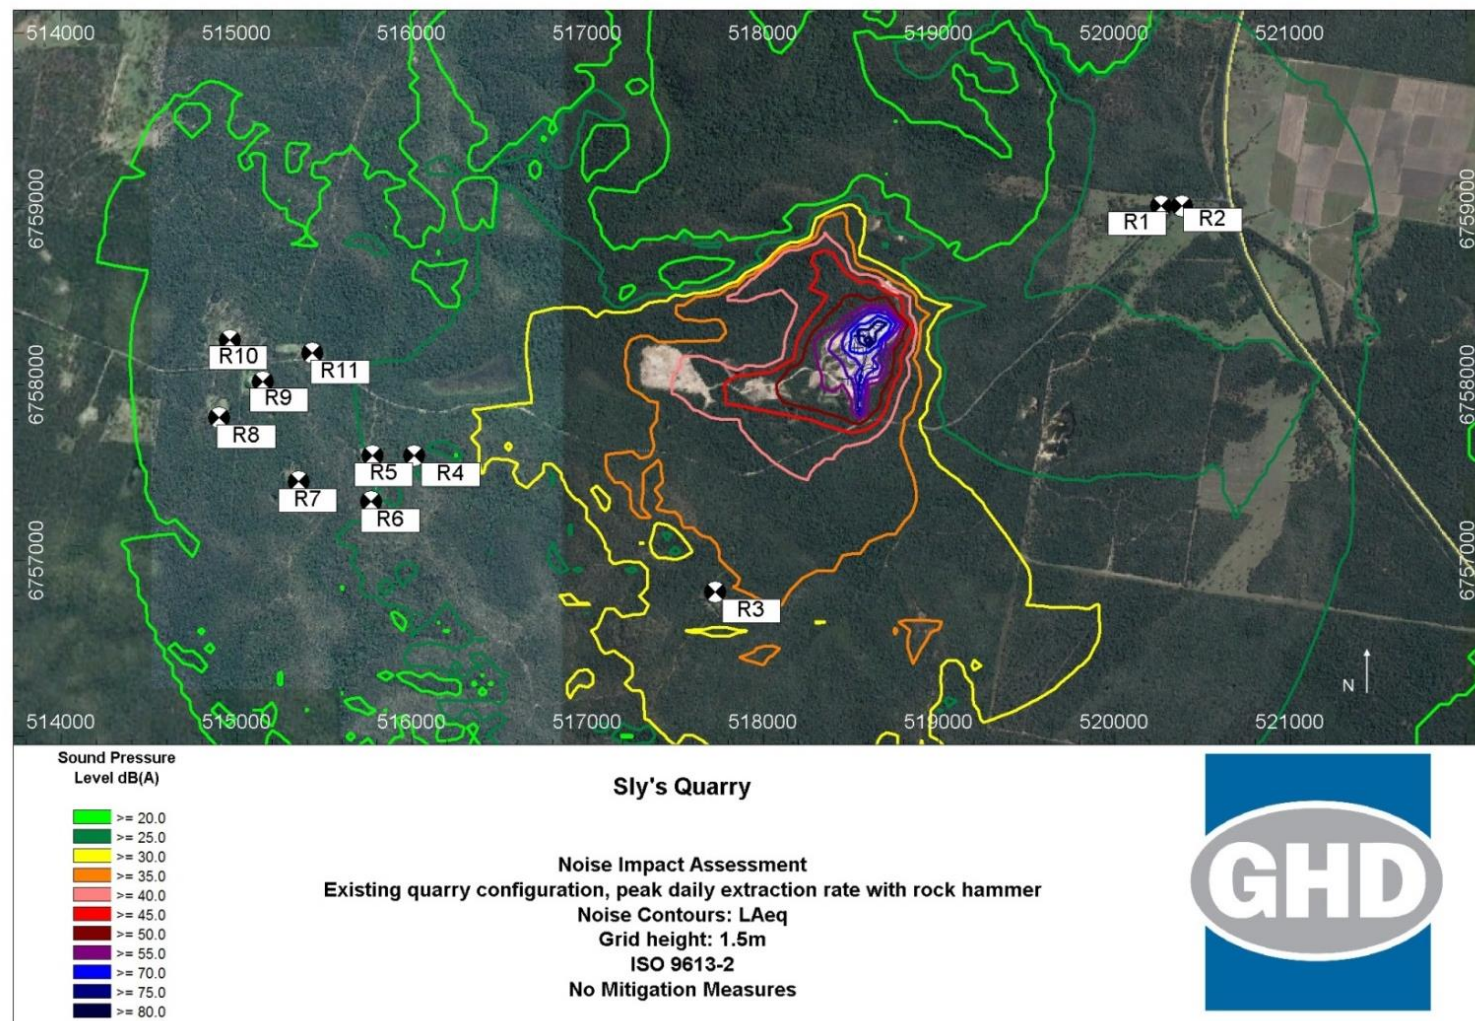 514000 515000 516000 517000 518000 519000 520000 521000
6759000 6759000
R1 R2
R10 R11
R9
6758000 6758000
R8
R5 R4
R7
R6
6757000 6757000
R3
N
514000 515000 516000 517000 518000 519000 520000 521000
Sound Pressure
Level dB(A)
>= 20.0
>= 25.0
>= 30.0
>= 35.0
>= 40.0
>= 45.0
>= 50.0
>= 55.0
>= 70.0
>= 75.0
>= 80.0
Sly's Quarry
Noise Impact Assessment
Existing quarry configuration, peak daily extraction rate with rock hammer
Noise Contours: LAeq
Grid height: 1.5m
ISO 9613-2
No Mitigation Measures
GHD